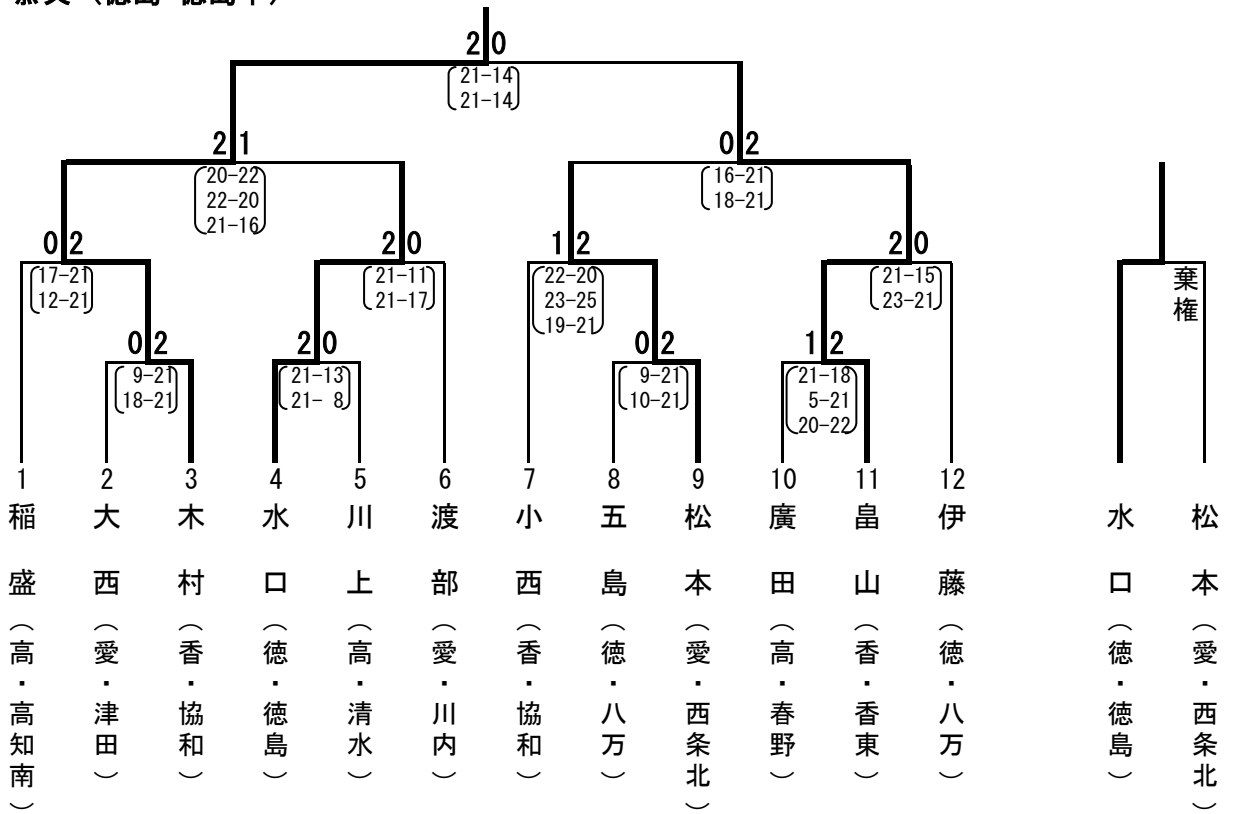 2 0
21-14
21-14
2 1
20-22
22-20
21-16
0 2
16-21
18-21
0 2
17-21
12-21
2 0
21-11
21-17
1 2
22-20
23-25
19-21
2 0
21-15
23-21
棄権
0 2
9-21
18-21
2 0
21-13
21- 8
0 2
9-21
10-21
1 2
21-18
5-21
20-22
1 稲盛（高・高知南）
2 大西（愛・津田）
3 木村（香・協和）
4 水口（徳・徳島）
5 川上（高・清水）
6 渡部（愛・川内）
7 小西（香・協和）
8 五島（徳・八万）
9 松本（愛・西条北）
10 廣田（高・春野）
11 畠山（香・香東）
12 伊藤（徳・八万）
水口（徳・徳島）
松本（愛・西条北）